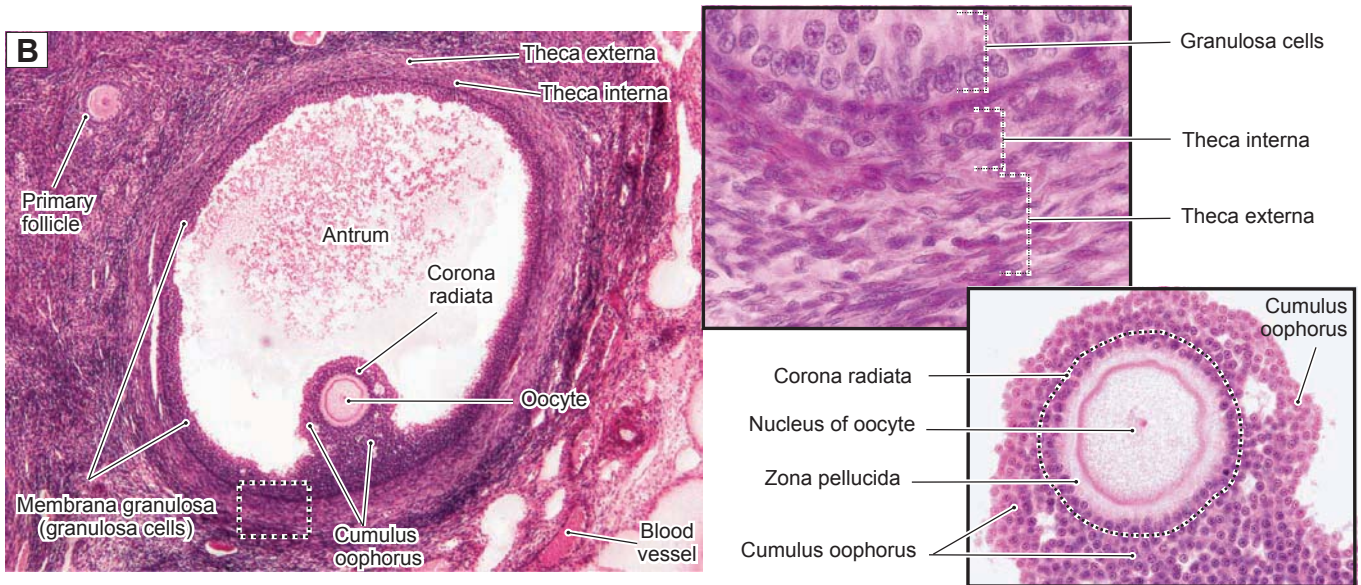 B
Theca externa
Theca interna
Primary
follicle
Antrum
Corona
radiata
Oocyte
Membrana granulosa
(granulosa cells)
Cumulus
oophorus
Blood
vessel
Granulosa cells
Theca interna
Theca externa
Cumulus
oophorus
Corona radiata
Nucleus of oocyte
Zona pellucida
Cumulus oophorus